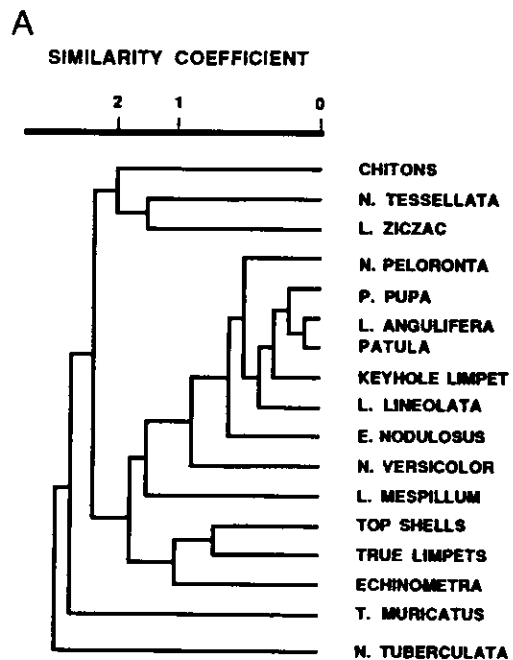 A
SIMILARITY COEFFICIENT
2 1 0
CHITONS
N. TESSELLATA
L. ZICZAC
N. PELORONTA
P. PUPA
L. ANGULIFERA
PATULA
KEYHOLE LIMPET
L. LINEOLATA
E. NODULOSUS
N. VERSICOLOR
L. MESPILLUM
TOP SHELLS
TRUE LIMPETS
ECHINOMETRA
T. MURICATUS
N. TUBERCULATA